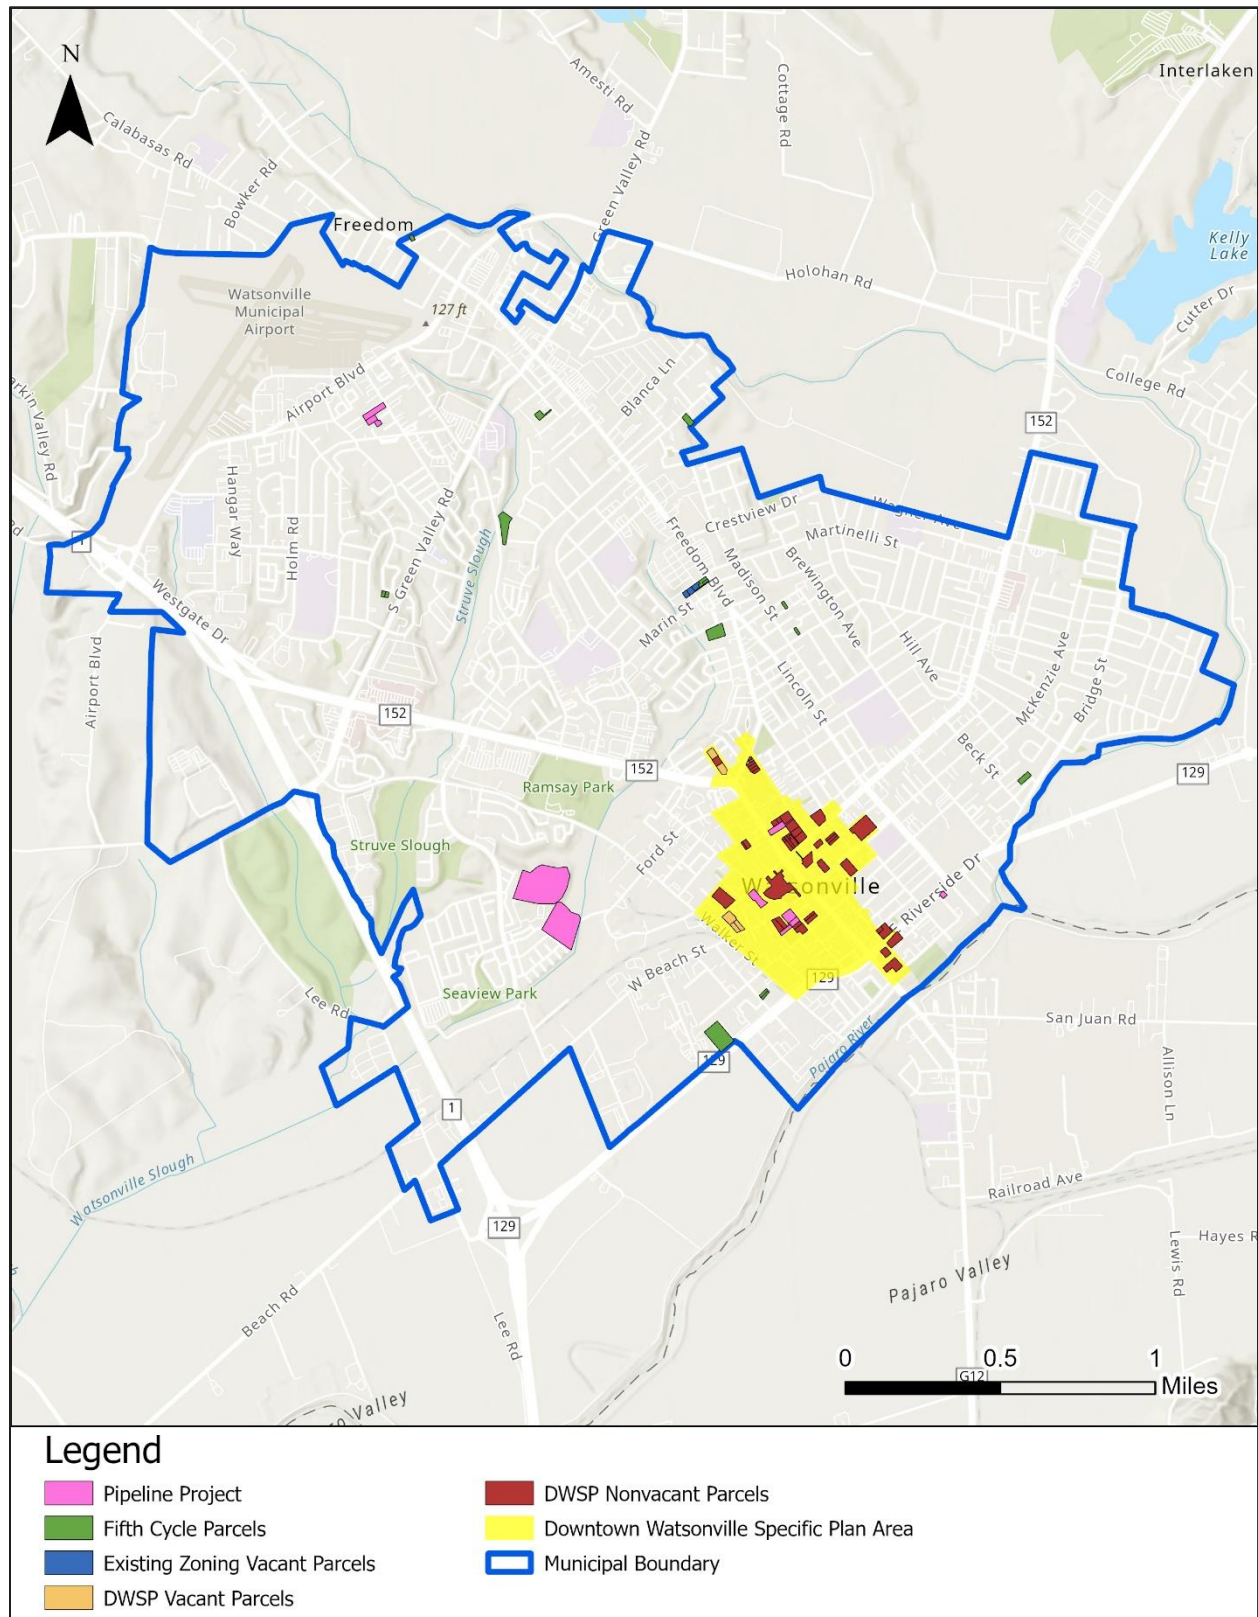 N
Interlaken
Amesti Rd
Cottage Rd
Calabasas Rd
Bowker Rd
Green Valley Rd
Freedom
Kelly
Lake
Holohan Rd
Watsonville
Municipal
Airport
127 ft
Cutter Dr
Blanca Ln
College Rd
Airport Blvd
arkin Valley Rd
152
Hangar Way
Holm Rd
S Green Valley Rd
Struve Slough
Crestview Dr
Wagner Ave
Martinelli St
Freedom Blvd
Madison St
Brewington Ave
Rd
1
Westgate Dr
Marin St
Hill Ave
McKenzie Ave
Bridge St
Airport Blvd
Lincoln St
152
Beck St
152
129
Ramsay Park
Struve Slough
Ford St
Watsonville
Riverside Dr
Walker St
W Beach St
129
Seaview Park
Lee Rd
San Juan Rd
Pajaro River
129
Allison Ln
1
Watsonville Slough
Railroad Ave
129
Hayes R
Lewis Rd
Pajaro Valley
Beach Rd
Lee Rd
0 0.5 1
G12
Miles
ro Valley
Legend
Pipeline Project
Fifth Cycle Parcels
Existing Zoning Vacant Parcels
DWSP Vacant Parcels
DWSP Nonvacant Parcels
Downtown Watsonville Specific Plan Area
Municipal Boundary